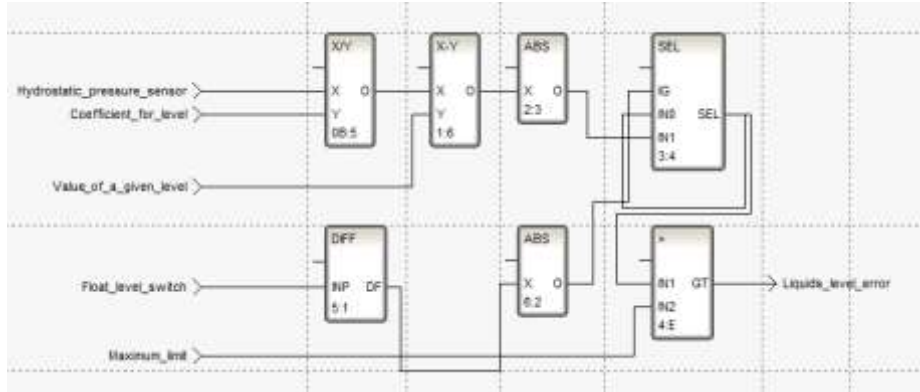 X/Y
X-Y
ABS
SEL
Hydrostatic_pressure_sensor
X O
X O
X O
IG
Coefficient_for_level
Y
Y
2:3
IN0 SEL
0B:5
1:6
IN1
3:4
Value_of_a_given_level
DIFF
ABS
>
Float_level_switch
INP DF
X O
IN1 GT
Liquids_level_error
5:1
6:2
IN2
4:E
Maximum_limit